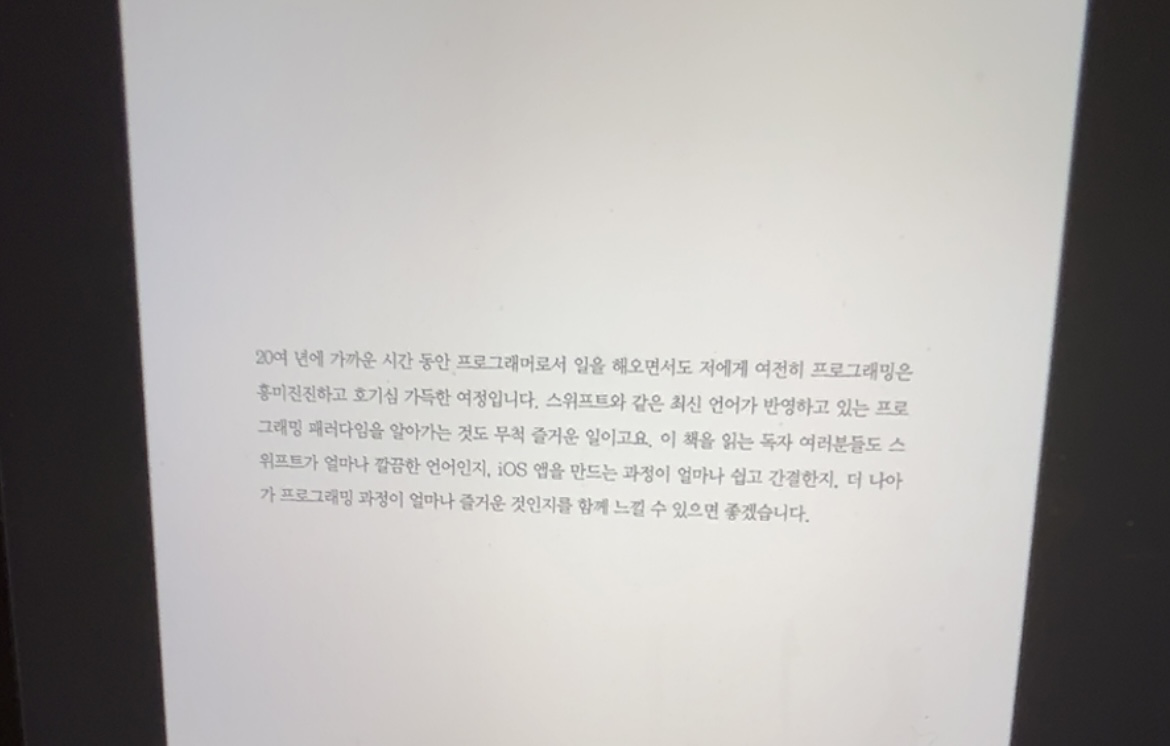 20여 년에 가까운 시간 동안 프로그래머로서 일을 해오면서도 저에게 여전히 프로그래밍은
흥미진진하고 호기심 가득한 여정입니다. 스위프트와 같은 최신 언어가 반영하고 있는 프로
그래밍 패러다임을 알아가는 것도 무척 즐거운 일이고요. 이 책을 읽는 독자 여러분들도 스
위프트가 얼마나 깔끔한 언어인지, iOS 앱을 만드는 과정이 얼마나 쉽고 간결한지, 더 나아
가 프로그래밍 과정이 얼마나 즐거운 것인지를 함께 느낄 수 있으면 좋겠습니다.